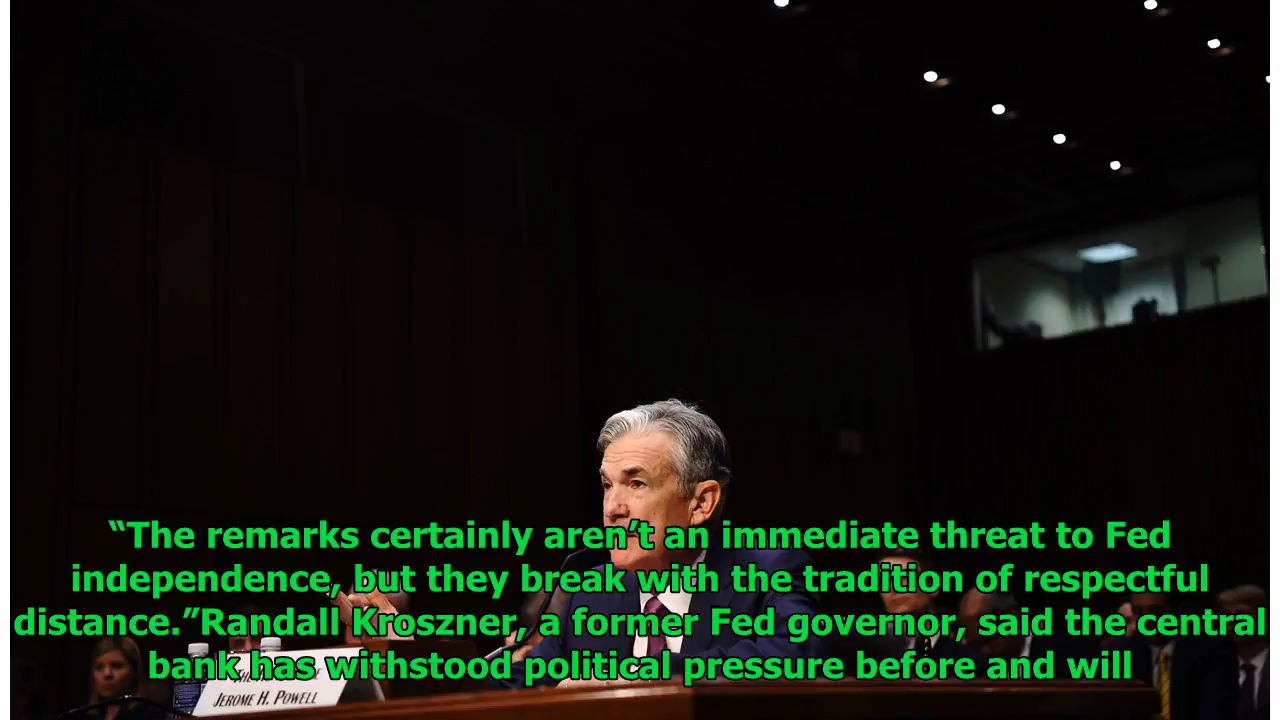 “The remarks certainly aren’t an immediate threat to Fed
independence, but they break with the tradition of respectful
distance.”Randall Kroszner, a former Fed governor, said the central
bank has withstood political pressure before and will
JEROME H. POWELL